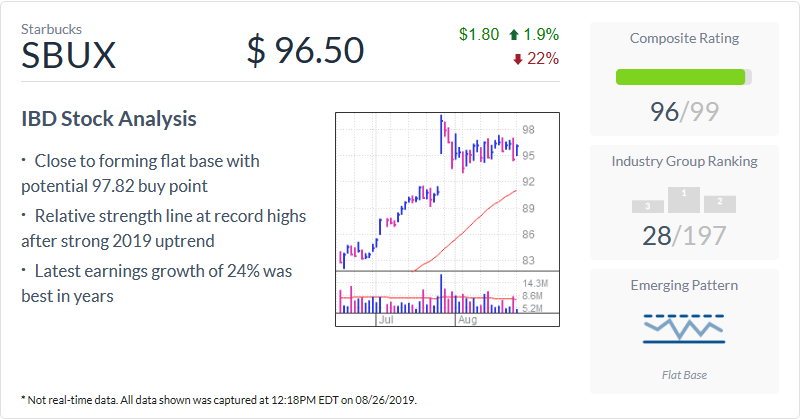 Starbucks
SBUX
$ 96.50
$1.80 1.9%
22%
IBD Stock Analysis
· Close to forming flat base with
potential 97.82 buy point
· Relative strength line at record highs
after strong 2019 uptrend
· Latest earnings growth of 24% was
best in years
98
95
92
89
86
83
14.3M
8.6M
5.2M
Jul
Aug
Composite Rating
96/99
Industry Group Ranking
3
1
2
28/197
Emerging Pattern
Flat Base
* Not real-time data. All data shown was captured at 12:18PM EDT on 08/26/2019.